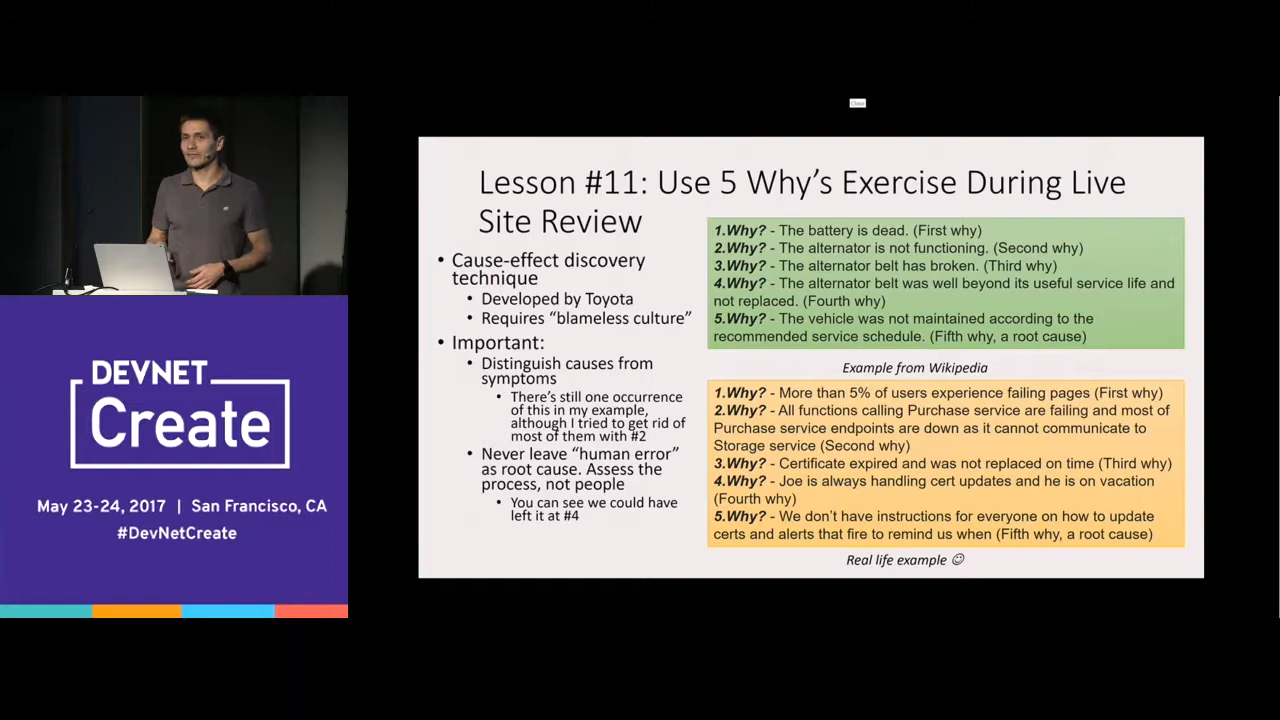 Close
Lesson #11: Use 5 Why's Exercise During Live
Site Review
• Cause-effect discovery
technique
• Developed by Toyota
• Requires “blameless culture”
• Important:
• Distinguish causes from
symptoms
• There's still one occurrence
of this in my example,
although I tried to get rid of
most of them with #2
• Never leave “human error”
as root cause. Assess the
process, not people
• You can see we could have
left it at #4
1.Why? - The battery is dead. (First why)
2.Why? - The alternator is not functioning. (Second why)
3.Why? - The alternator belt has broken. (Third why)
4.Why? - The alternator belt was well beyond its useful service life and
not replaced. (Fourth why)
5.Why? - The vehicle was not maintained according to the
recommended service schedule. (Fifth why, a root cause)
Example from Wikipedia
1.Why? - More than 5% of users experience failing pages (First why)
2.Why? - All functions calling Purchase service are failing and most of
Purchase service endpoints are down as it cannot communicate to
Storage service (Second why)
3.Why? - Certificate expired and was not replaced on time (Third why)
4.Why? - Joe is always handling cert updates and he is on vacation
(Fourth why)
5.Why? - We don't have instructions for everyone on how to update
certs and alerts that fire to remind us when (Fifth why, a root cause)
Real life example ☺
DEVNET
Create
May 23-24, 2017 | San Francisco, CA
#DevNetCreate